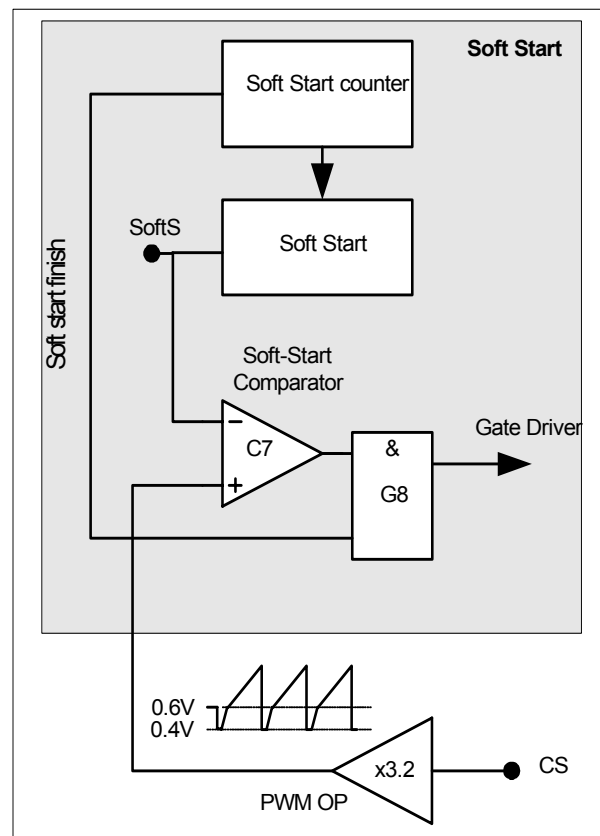 Soft Start
Soft Start counter
SoftS
Soft Start
Soft start finish
Soft-Start
Comparator
Gate Driver
−
C7
+
&
G8
0.6V
0.4V
x3.2
CS
PWM OP